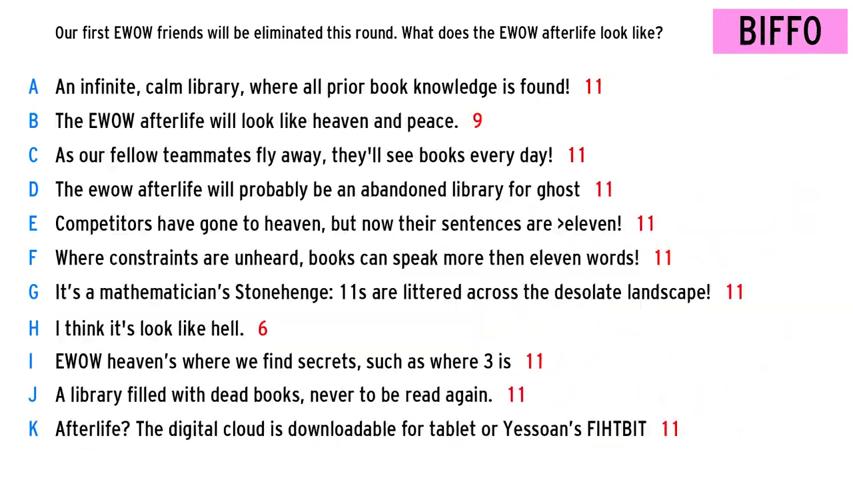 Our first EWOW friends will be eliminated this round. What does the EWOW afterlife look like?
BIFFO
A An infinite, calm library, where all prior book knowledge is found! 11
B The EWOW afterlife will look like heaven and peace. 9
C As our fellow teammates fly away, they'll see books every day! 11
D The ewow afterlife will probably be an abandoned library for ghost 11
E Competitors have gone to heaven, but now their sentences are >eleven! 11
F Where constraints are unheard, books can speak more then eleven words! 11
G It's a mathematician's Stonehenge: 11s are littered across the desolate landscape! 11
H I think it's look like hell. 6
I EWOW heaven's where we find secrets, such as where 3 is 11
J A library filled with dead books, never to be read again. 11
K Afterlife? The digital cloud is downloadable for tablet or Yessoan's FIHTBIT 11